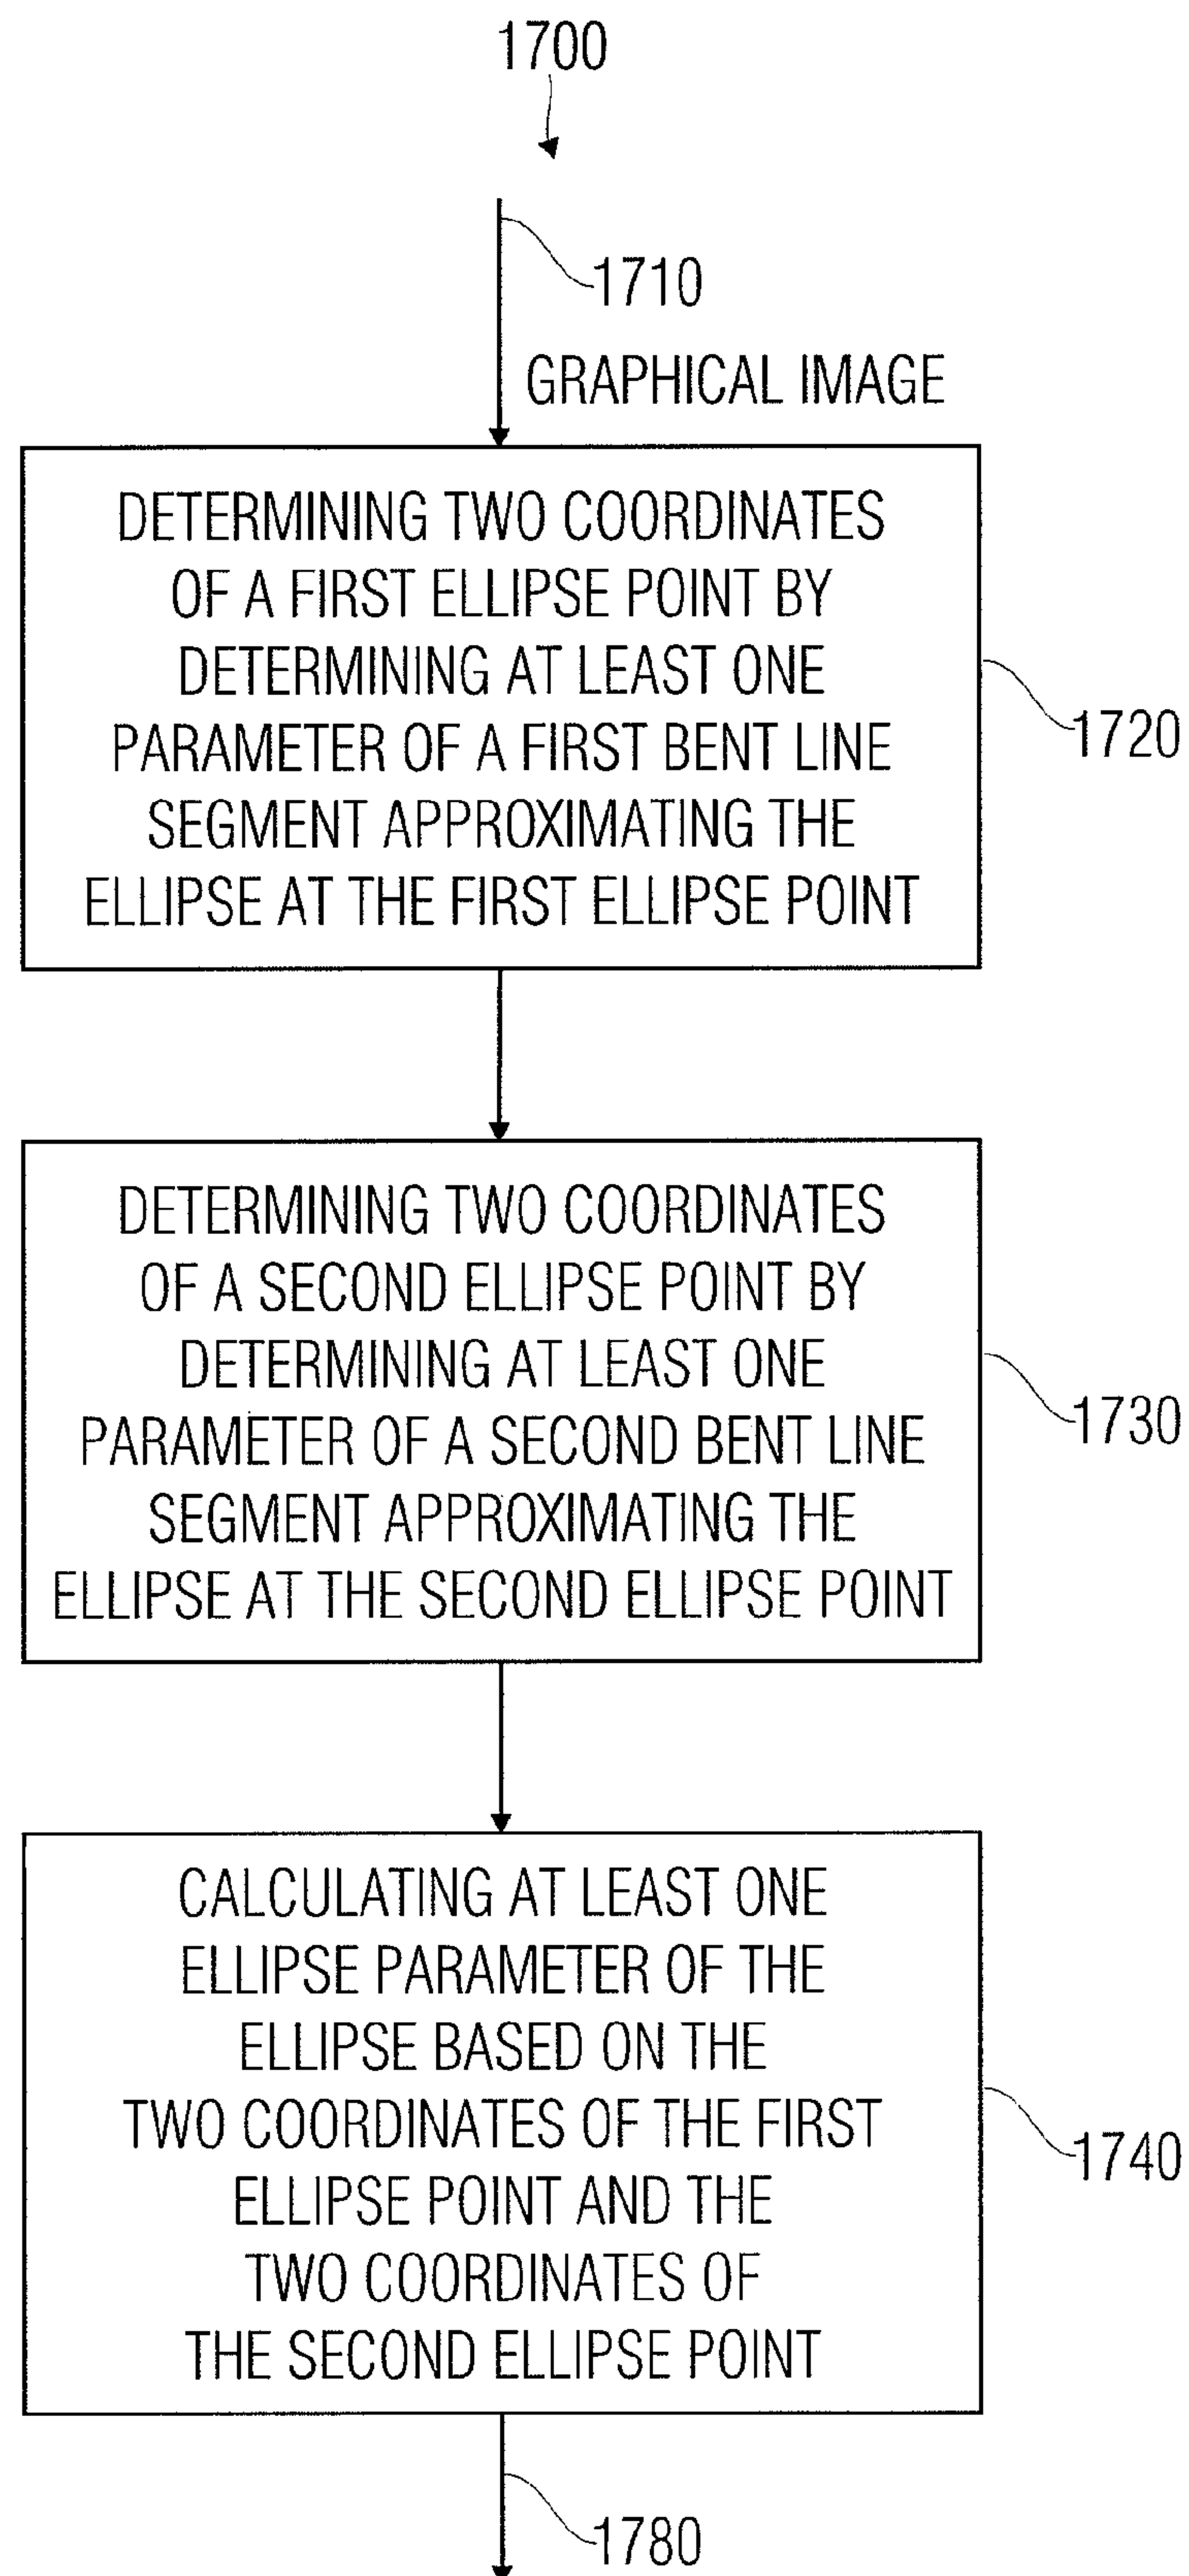 1700
1710
GRAPHICAL IMAGE
DETERMINING TWO COORDINATES
OF A FIRST ELLIPSE POINT BY
DETERMINING AT LEAST ONE
PARAMETER OF A FIRST BENT LINE
SEGMENT APPROXIMATING THE
ELLIPSE AT THE FIRST ELLIPSE POINT
1720
DETERMINING TWO COORDINATES
OF A SECOND ELLIPSE POINT BY
DETERMINING AT LEAST ONE
PARAMETER OF A SECOND BENT LINE
SEGMENT APPROXIMATING THE
ELLIPSE AT THE SECOND ELLIPSE POINT
1730
CALCULATING AT LEAST ONE
ELLIPSE PARAMETER OF THE
ELLIPSE BASED ON THE
TWO COORDINATES OF THE FIRST
ELLIPSE POINT AND THE
TWO COORDINATES OF
THE SECOND ELLIPSE POINT
1740
1780